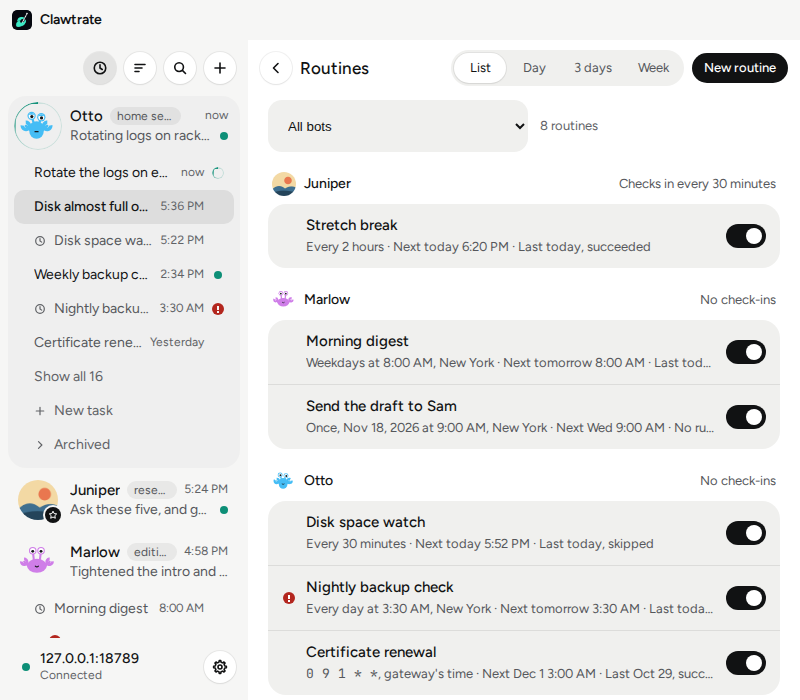 Clawtrate
Otto home se... now
Rotating logs on rack...
Rotate the logs on e... now
Disk almost full o... 5:36 PM
Disk space wa... 5:22 PM
Weekly backup c... 2:34 PM
Nightly backu... 3:30 AM
Certificate rene... Yesterday
Show all 16
New task
Archived
Juniper rese... 5:24 PM
Ask these five, and g...
Marlow editi... 4:58 PM
Tightened the intro and ...
Morning digest 8:00 AM
127.0.0.1:18789
Connected
Routines List Day 3 days Week New routine
All bots 8 routines
Juniper Checks in every 30 minutes
Stretch break
Every 2 hours · Next today 6:20 PM · Last today, succeeded
Marlow No check-ins
Morning digest
Weekdays at 8:00 AM, New York · Next tomorrow 8:00 AM · Last tod...
Send the draft to Sam
Once, Nov 18, 2026 at 9:00 AM, New York · Next Wed 9:00 AM · No ru...
Otto No check-ins
Disk space watch
Every 30 minutes · Next today 5:52 PM · Last today, skipped
Nightly backup check
Every day at 3:30 AM, New York · Next tomorrow 3:30 AM · Last toda...
Certificate renewal
0 9 1 * *, gateway's time · Next Dec 1 3:00 AM · Last Oct 29, succ...